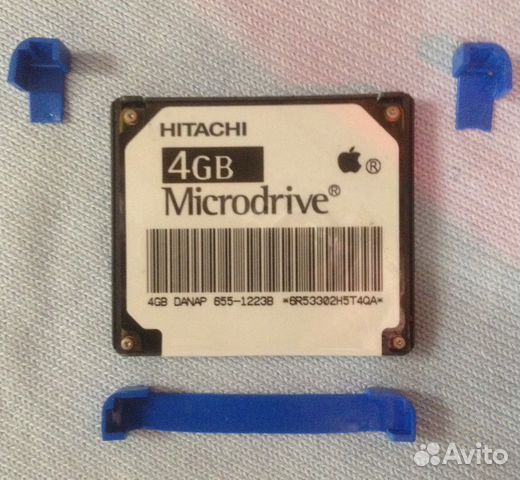 HITACHI
4GB
®
Microdrive®
4GB DANAP 655-1223B *6R53302H5T4QA*
Avito